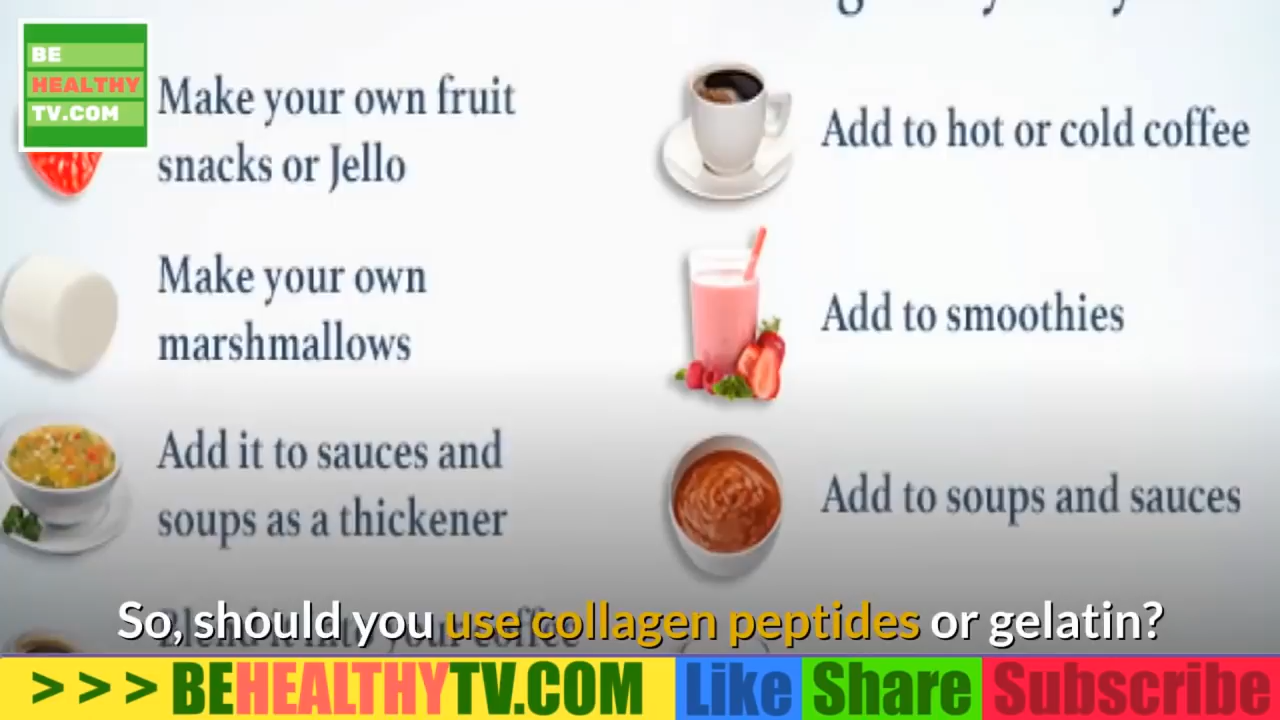 BE
HEALTHY
TV.COM
Make your own fruit
snacks or Jello
Make your own
marshmallows
Add it to sauces and
soups as a thickener
Add to hot or cold coffee
Add to smoothies
Add to soups and sauces
So, should you use collagen peptides or gelatin?
> > > BEHEALTHYTV.COM Like Share Subscribe